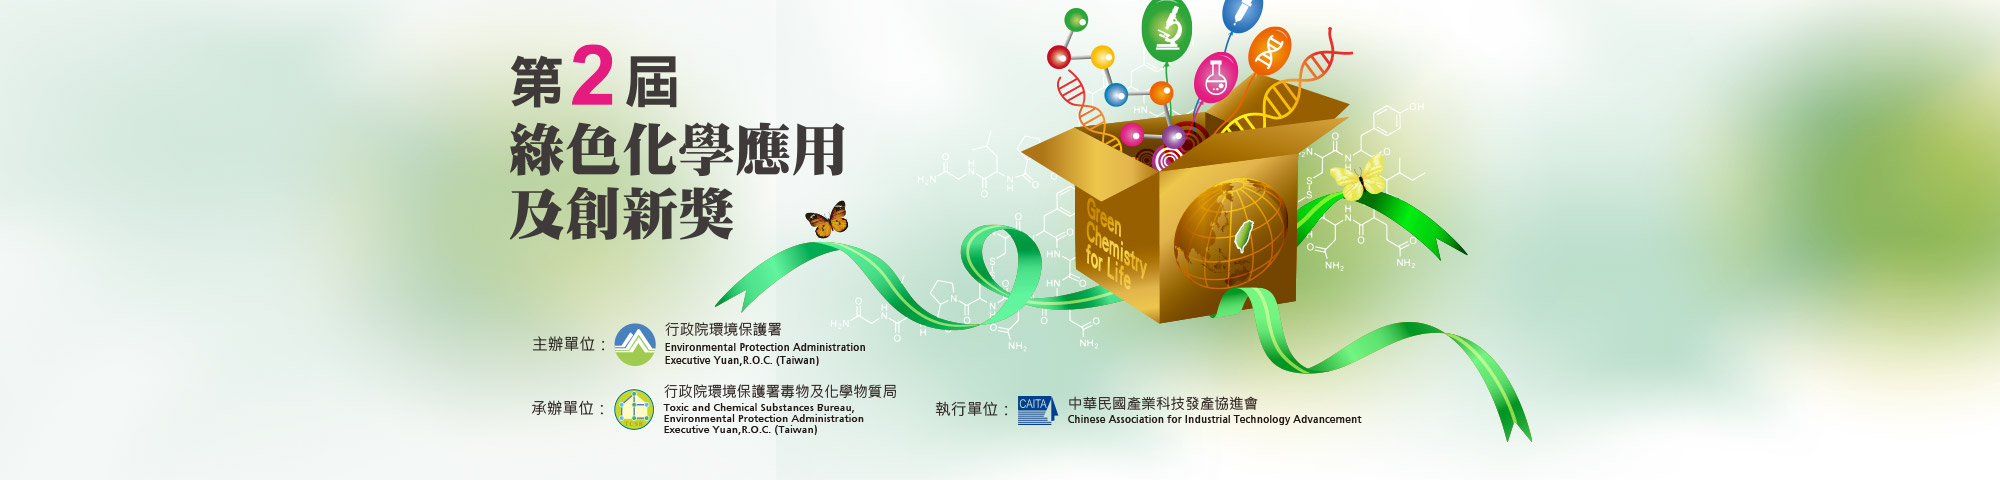 第2屆
綠色化學應用
及創新獎
Green
Chemistry
for Life
主辦單位：
行政院環境保護署
Environmental Protection Administration
Executive Yuan,R.O.C. (Taiwan)
承辦單位：
行政院環境保護署毒物及化學物質局
Toxic and Chemical Substances Bureau,
Environmental Protection Administration
Executive Yuan,R.O.C. (Taiwan)
執行單位：
CAITA
中華民國產業科技發產協進會
Chinese Association for Industrial Technology Advancement